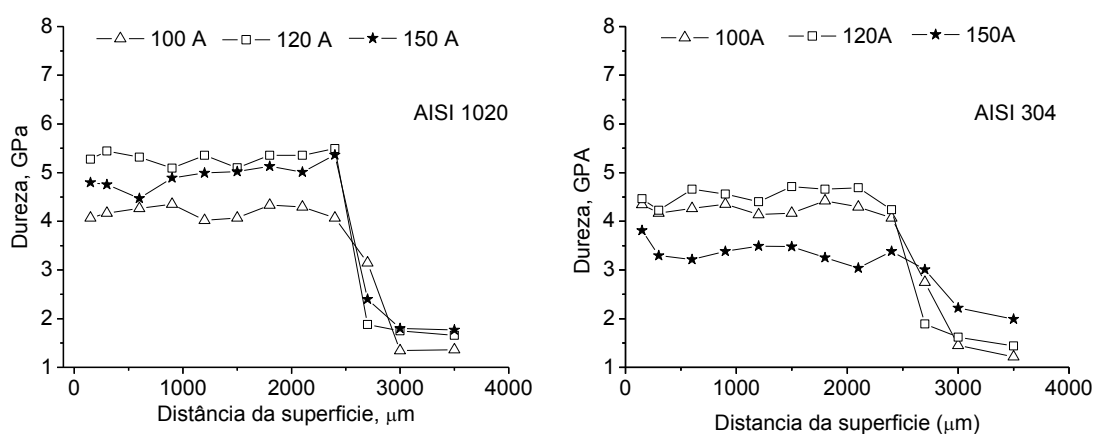 100 A 120 A 150 A
AISI 1020
Dureza, GPa
8
7
6
5
4
3
2
1
0 1000 2000 3000 4000
Distância da superficie, μm
100A 120A 150A
AISI 304
Dureza, GPA
8
7
6
5
4
3
2
1
0 1000 2000 3000 4000
Distancia da superficie (μm)